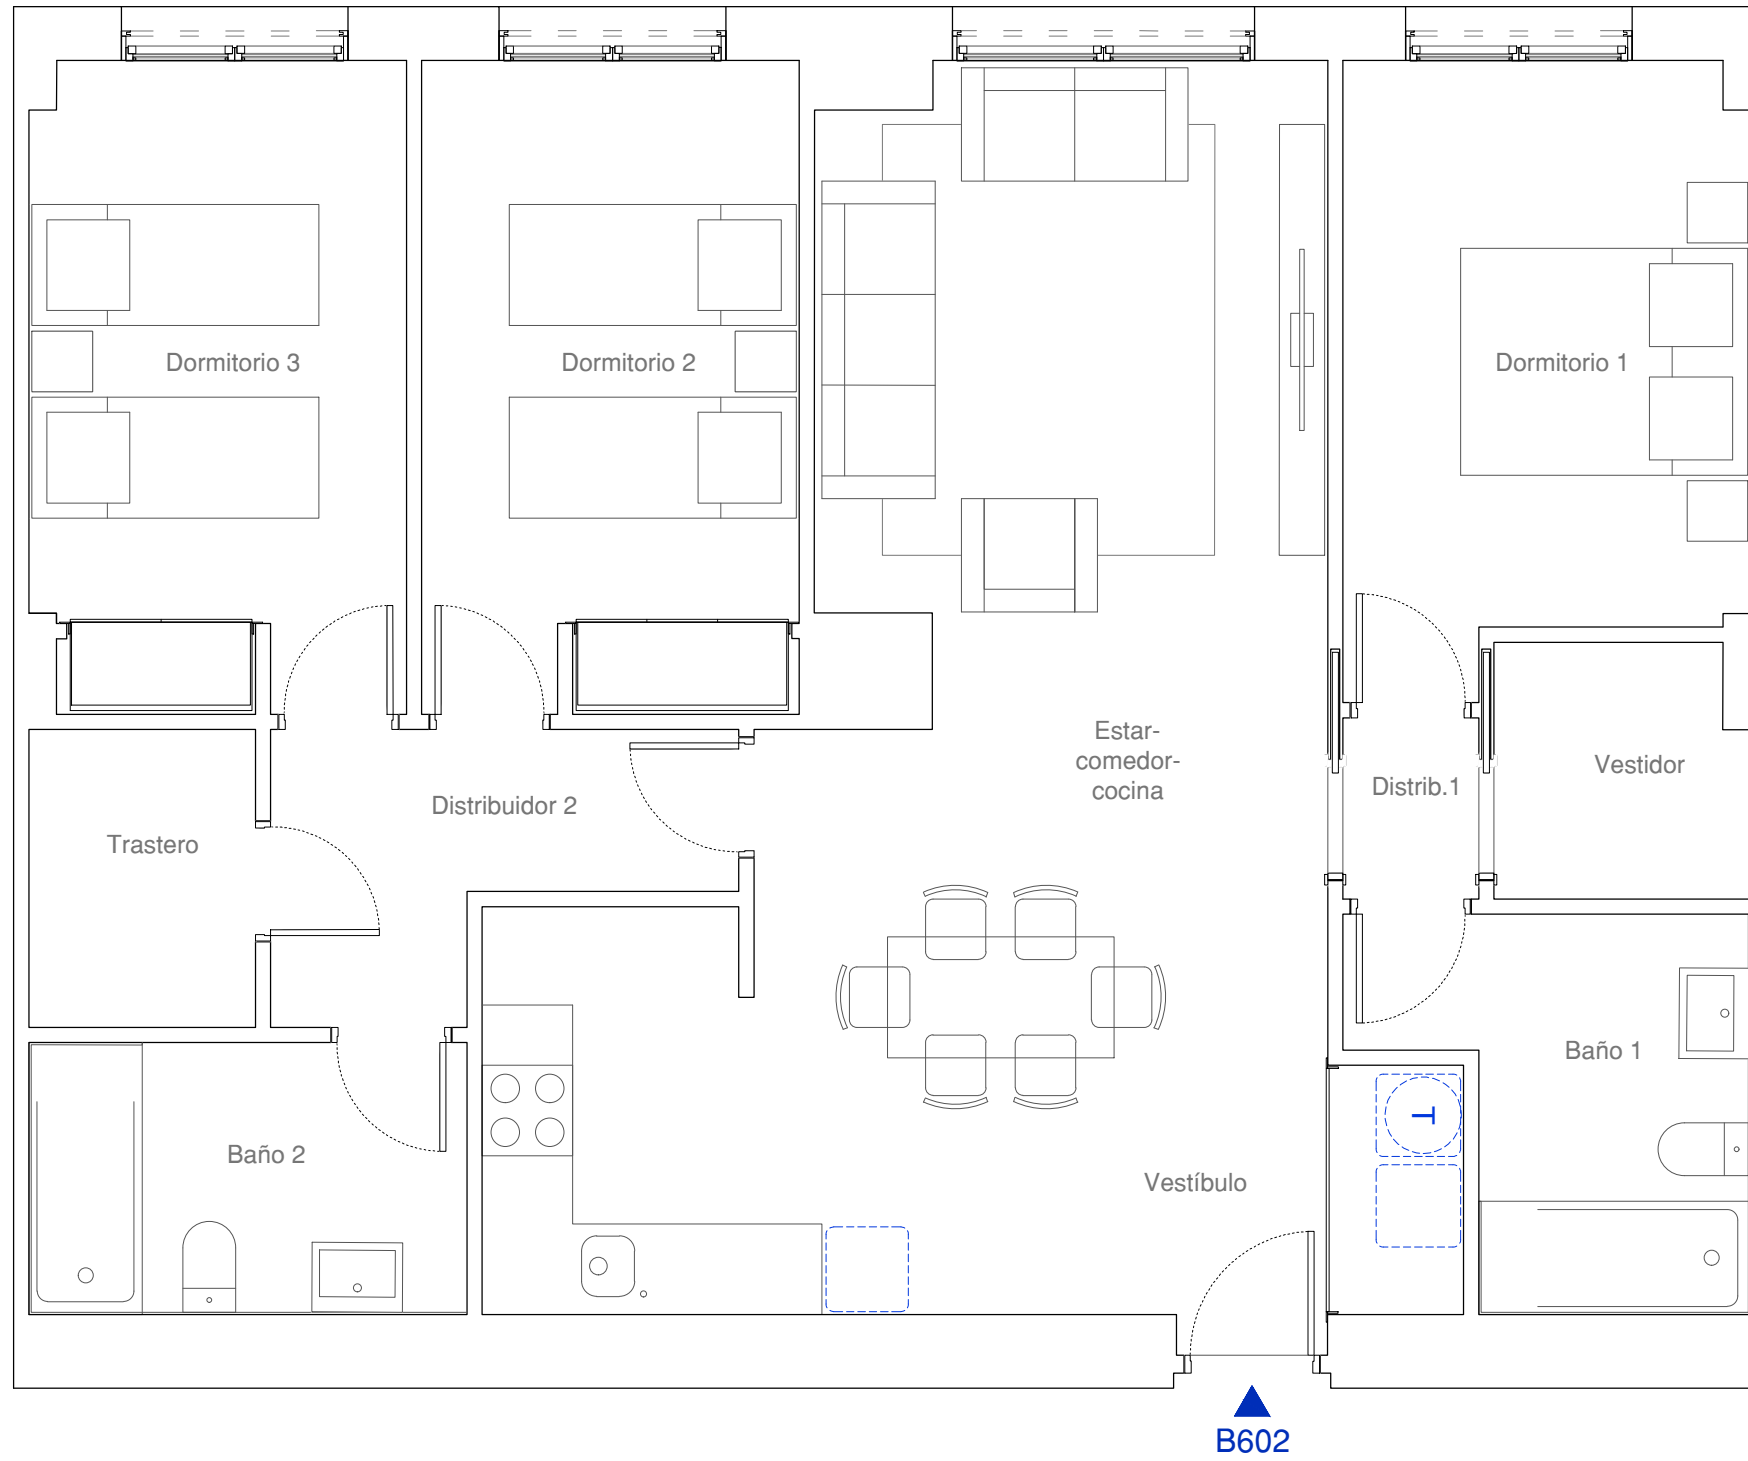 Dormitorio 3
Dormitorio 2
Dormitorio 1
Estar-
comedor-
cocina
Vestidor
Distrib.1
Distribuidor 2
Trastero
Baño 1
T
Baño 2
Vestíbulo
B602